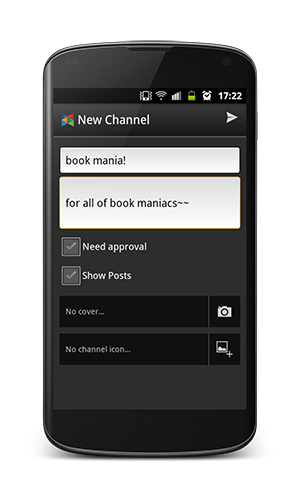 17:22
New Channel
book mania!
for all of book maniacs~~
Need approval
Show Posts
No cover...
No channel icon...